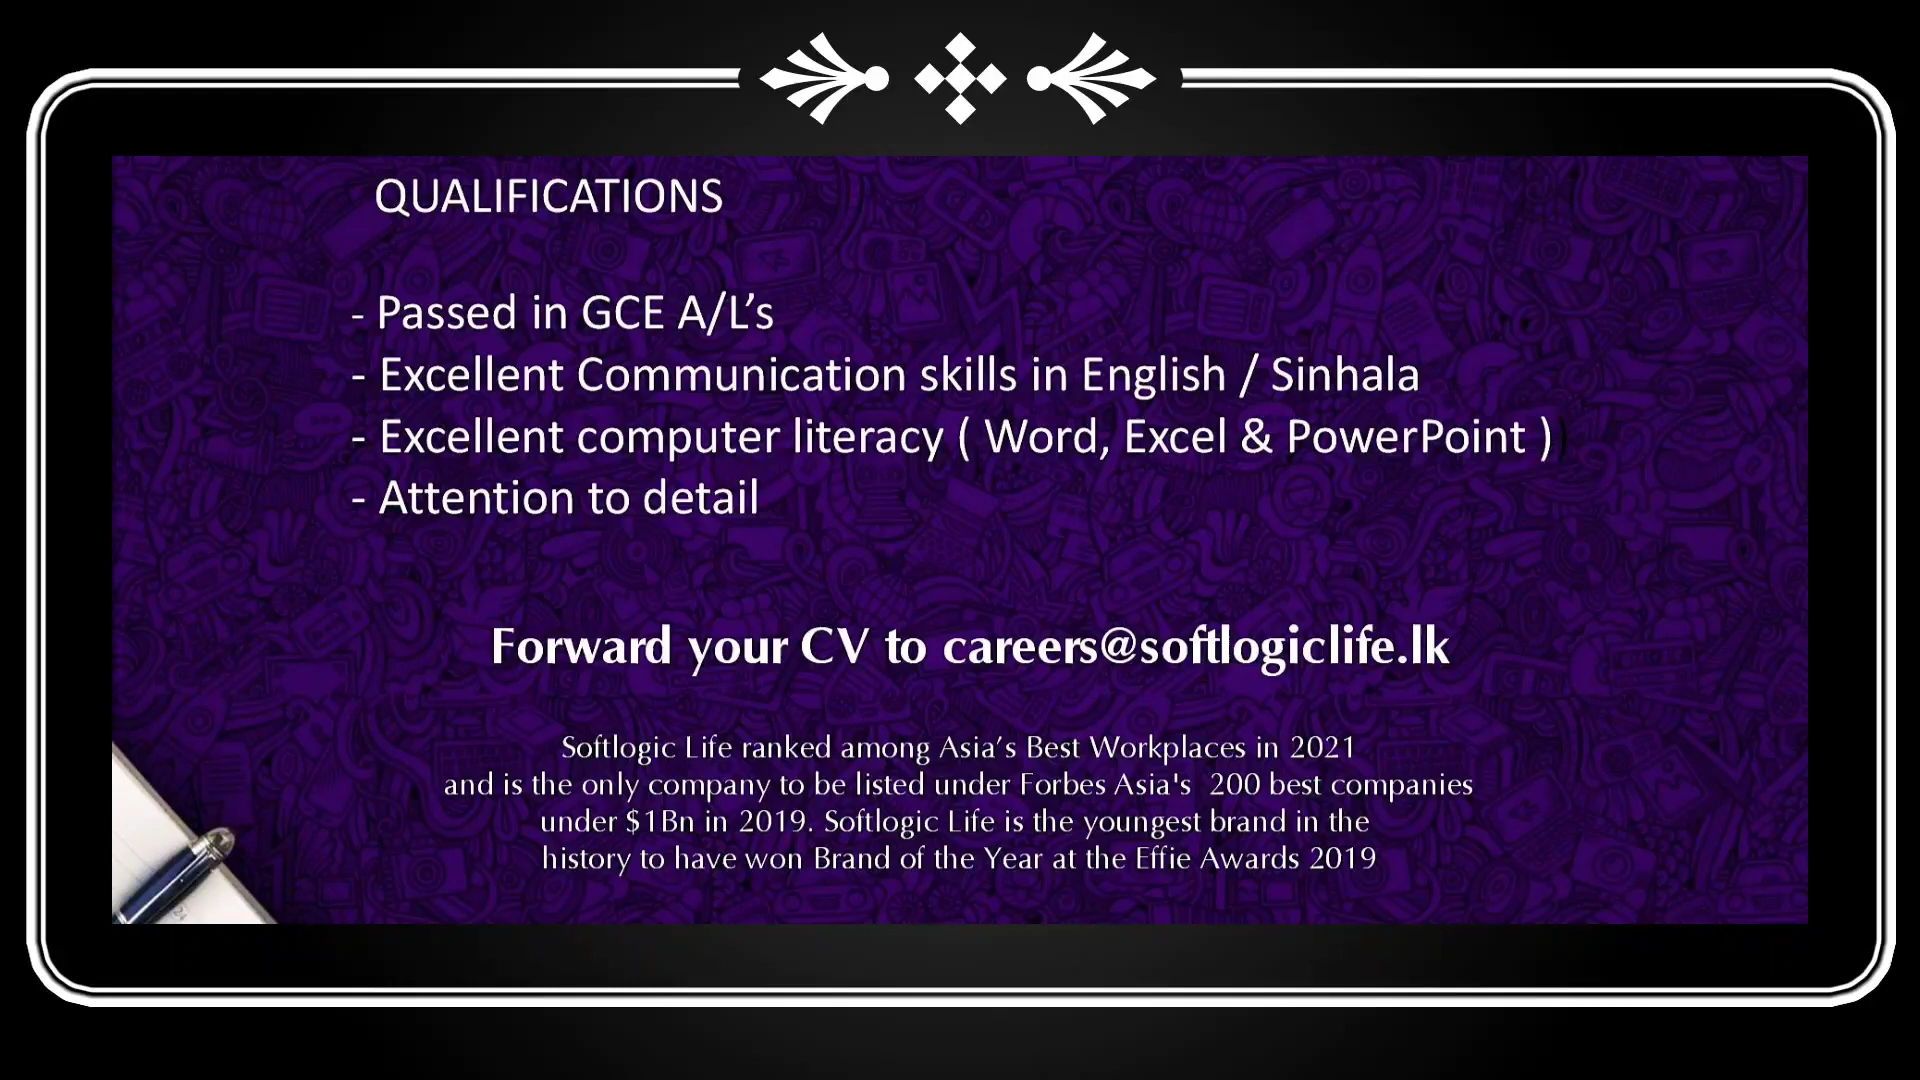 QUALIFICATIONS
- Passed in GCE A/L’s
- Excellent Communication skills in English / Sinhala
- Excellent computer literacy ( Word, Excel & PowerPoint )
- Attention to detail
Forward your CV to careers@softlogiclife.lk
Softlogic Life ranked among Asia’s Best Workplaces in 2021
and is the only company to be listed under Forbes Asia's 200 best companies
under $1Bn in 2019. Softlogic Life is the youngest brand in the
history to have won Brand of the Year at the Effie Awards 2019
24